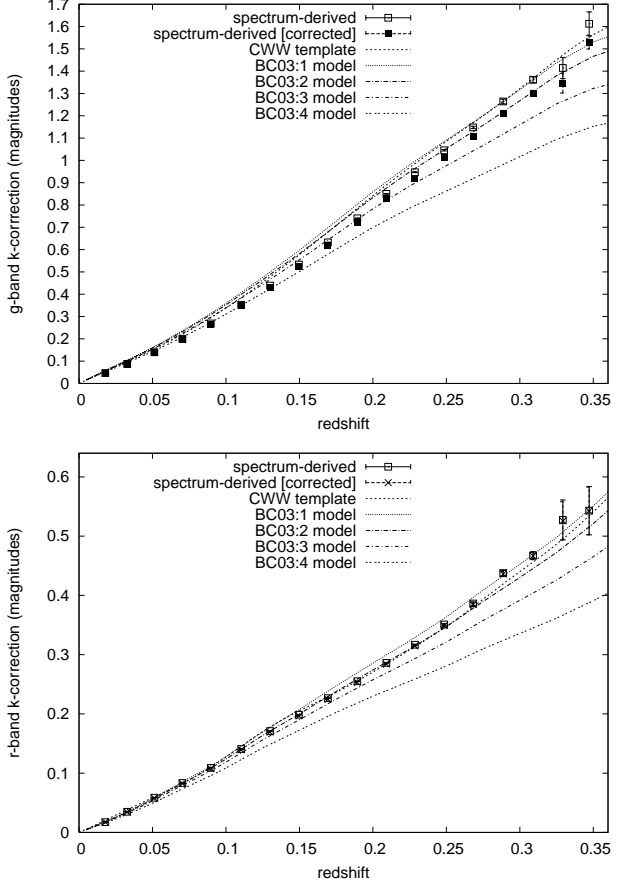 1.7
1.6
1.5
1.4
1.3
1.2
1.1
1
0.9
0.8
0.7
0.6
0.5
0.4
0.3
0.2
0.1
0
g-band k-corrrection (magnitudes)
spectrum-derived
spectrum-derived [corrected]
CWW template
BC03:1 model
BC03:2 model
BC03:3 model
BC03:4 model
0 0.05 0.1 0.15 0.2 0.25 0.3 0.35
redshift
0.6
0.5
0.4
0.3
0.2
0.1
0
r-band k-correction (magnitudes)
spectrum-derived
spectrum-derived [corrected]
CWW template
BC03:1 model
BC03:2 model
BC03:3 model
BC03:4 model
0 0.05 0.1 0.15 0.2 0.25 0.3 0.35
redshift